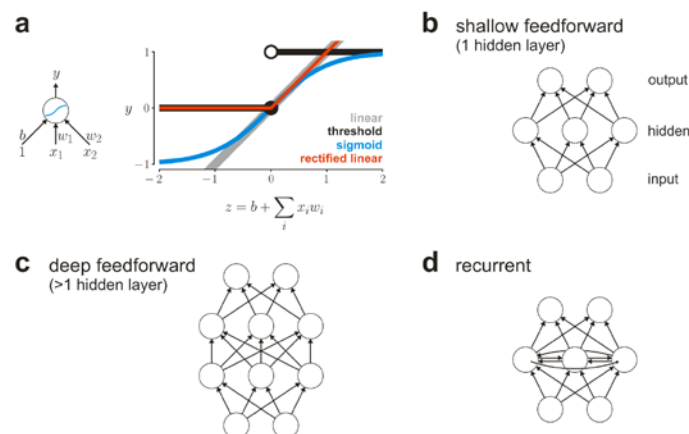 a
y
b w₁ w₂
1 x₁ x₂
1
y 0
−1
−2 −1 0 1 2
linear
threshold
sigmoid
rectified linear
z = b + ∑ᵢ xᵢwᵢ
b shallow feedforward
(1 hidden layer)
output
hidden
input
c deep feedforward
(>1 hidden layer)
d recurrent